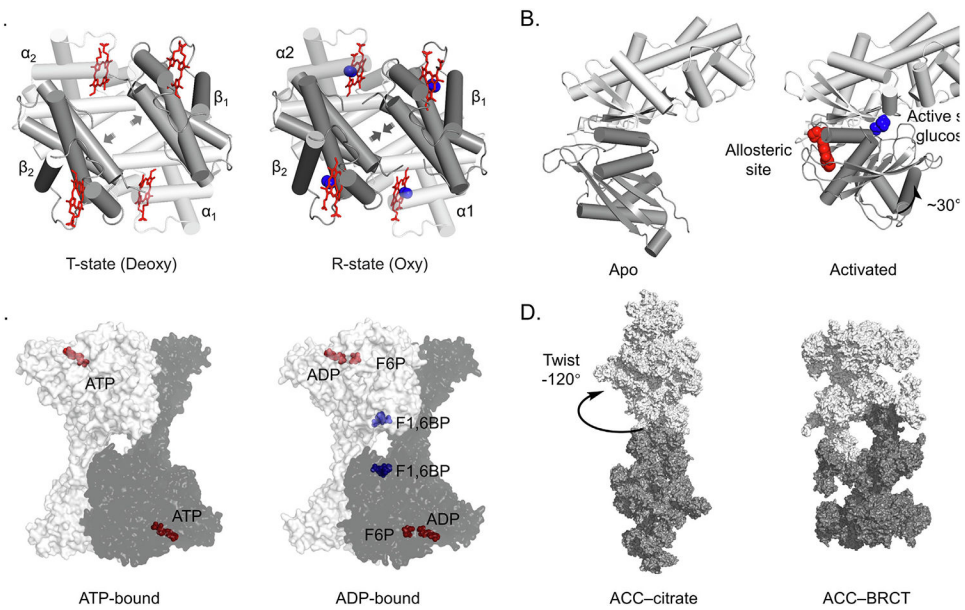 .
α2
β1
β2
α1
T-state (Deoxy)
α2
β1
α1
R-state (Oxy)
B.
Apo
Allosteric
site
Active s
glucos
~30°
Activated
.
ATP
ATP
ATP-bound
ADP
F6P
F1,6BP
F1,6BP
F6P
ADP
ADP-bound
D.
Twist
-120°
ACC–citrate
ACC–BRCT